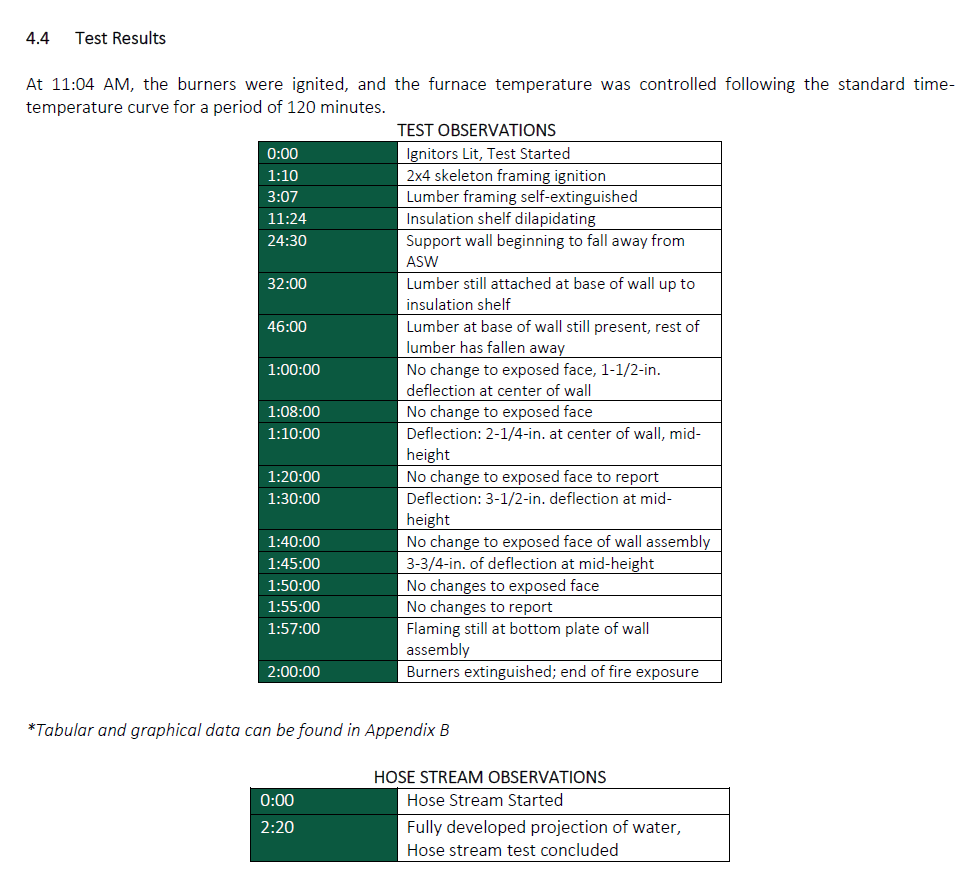 4.4 Test Results
At 11:04 AM, the burners were ignited, and the furnace temperature was controlled following the standard time-
temperature curve for a period of 120 minutes.
TEST OBSERVATIONS
0:00 Ignitors Lit, Test Started
1:10 2x4 skeleton framing ignition
3:07 Lumber framing self-extinguished
11:24 Insulation shelf dilapidating
24:30 Support wall beginning to fall away from
ASW
32:00 Lumber still attached at base of wall up to
insulation shelf
46:00 Lumber at base of wall still present, rest of
lumber has fallen away
1:00:00 No change to exposed face, 1-1/2-in.
deflection at center of wall
1:08:00 No change to exposed face
1:10:00 Deflection: 2-1/4-in. at center of wall, mid-
height
1:20:00 No change to exposed face to report
1:30:00 Deflection: 3-1/2-in. deflection at mid-
height
1:40:00 No change to exposed face of wall assembly
1:45:00 3-3/4-in. of deflection at mid-height
1:50:00 No changes to exposed face
1:55:00 No changes to report
1:57:00 Flaming still at bottom plate of wall
assembly
2:00:00 Burners extinguished; end of fire exposure
*Tabular and graphical data can be found in Appendix B
HOSE STREAM OBSERVATIONS
0:00 Hose Stream Started
2:20 Fully developed projection of water,
Hose stream test concluded